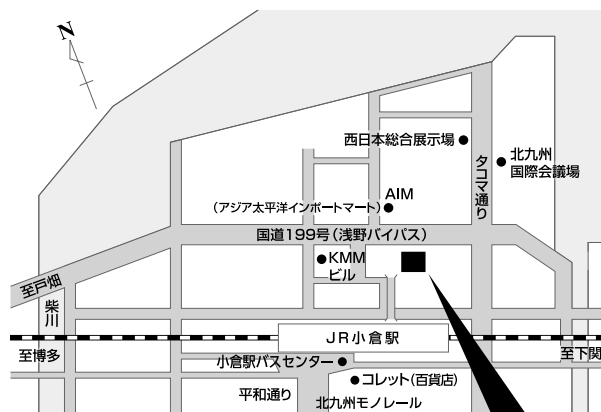 N
西日本総合展示場
北九州
国際会議場
タコマ通り
AIM
(アジア太平洋インポートマート)
国道199号(浅野バイパス)
KMM
ビル
至戸畑
柴川
JR小倉駅
至博多
至下関
小倉駅バスセンター
コレット(百貨店)
平和通り
北九州モノレール